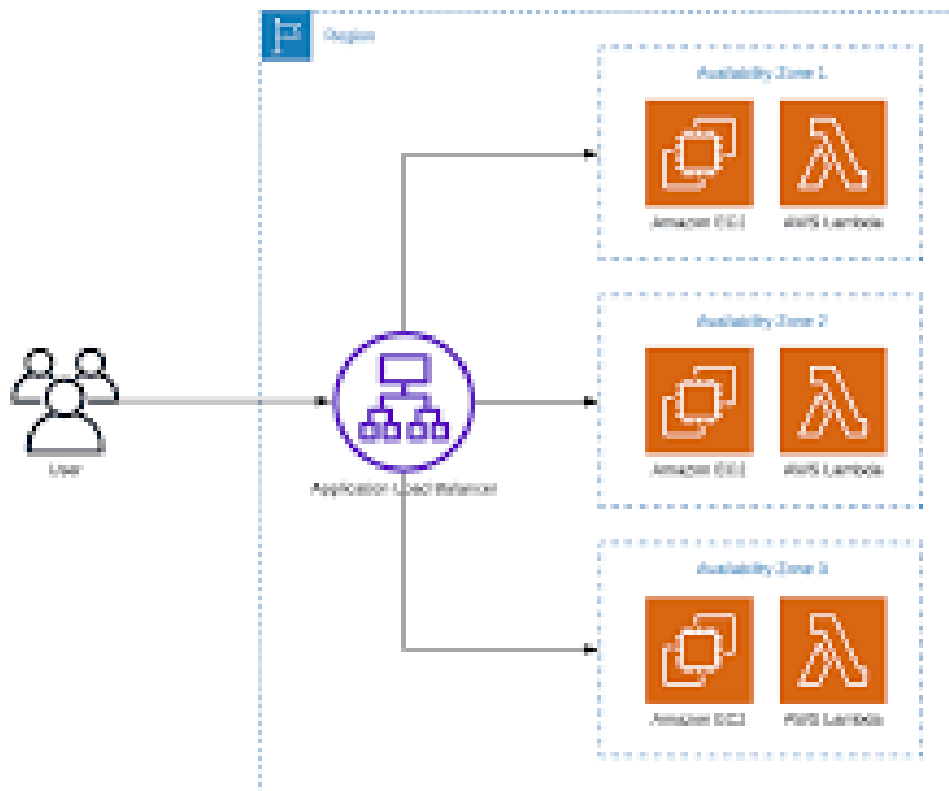 Region
Availability Zone 1
Amazon EC2
AWS Lambda
Availability Zone 2
Amazon EC2
AWS Lambda
User
Application Load Balancer
Availability Zone 3
Amazon EC2
AWS Lambda